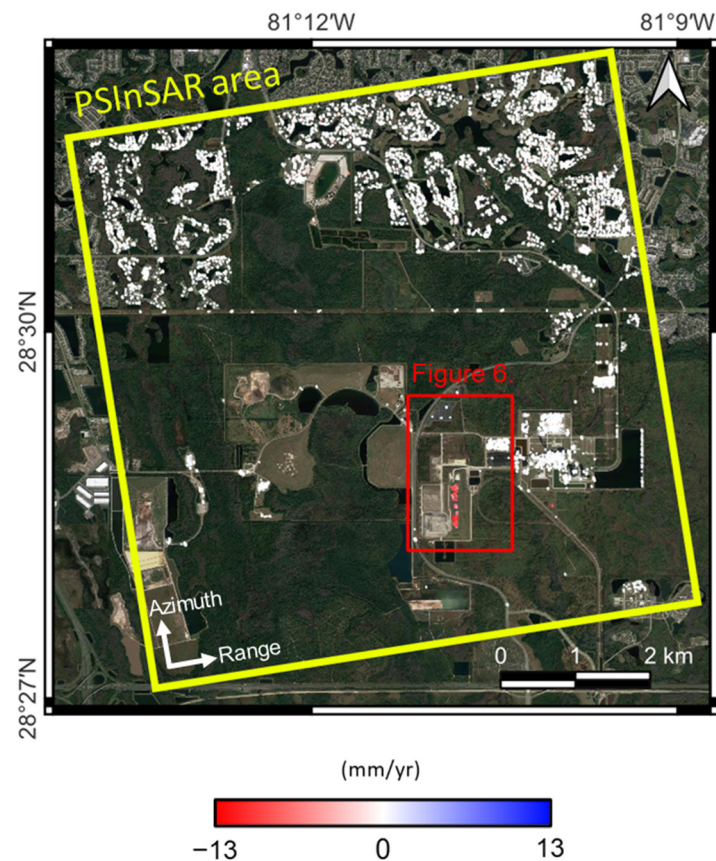 81°12'W 81°9'W
PSInSAR area
28°30'N
Figure 6.
Azimuth
Range
0 1 2 km
28°27'N
(mm/yr)
−13 0 13